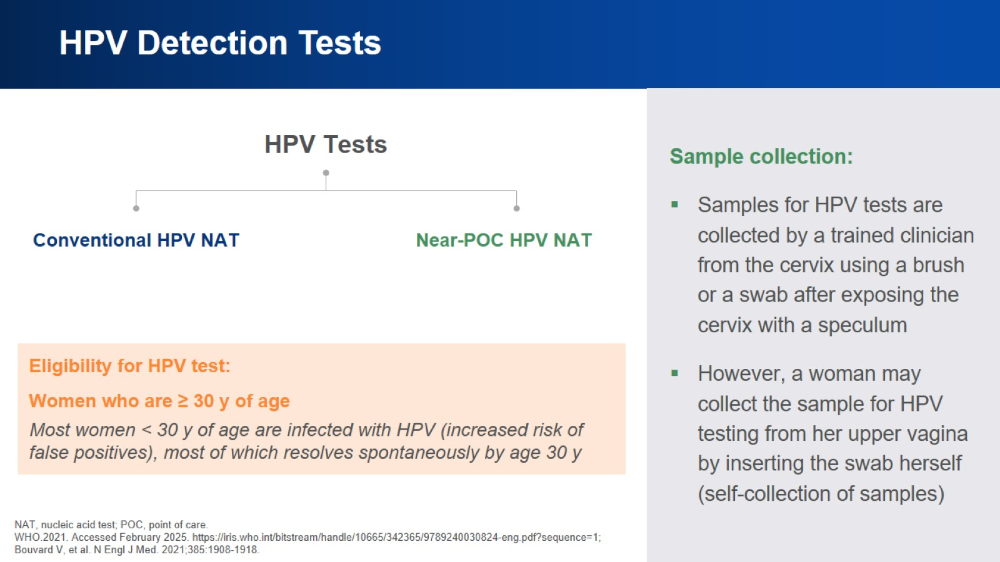 HPV Detection Tests
HPV Tests
Conventional HPV NAT
Near-POC HPV NAT
Eligibility for HPV test:
Women who are ≥ 30 y of age
Most women < 30 y of age are infected with HPV (increased risk of
false positives), most of which resolves spontaneously by age 30 y
Sample collection:
▪ Samples for HPV tests are
collected by a trained clinician
from the cervix using a brush
or a swab after exposing the
cervix with a speculum
▪ However, a woman may
collect the sample for HPV
testing from her upper vagina
by inserting the swab herself
(self-collection of samples)
NAT, nucleic acid test; POC, point of care.
WHO.2021. Accessed February 2025. https://iris.who.int/bitstream/handle/10665/342365/9789240030824-eng.pdf?sequence=1;
Bouvard V, et al. N Engl J Med. 2021;385:1908-1918.